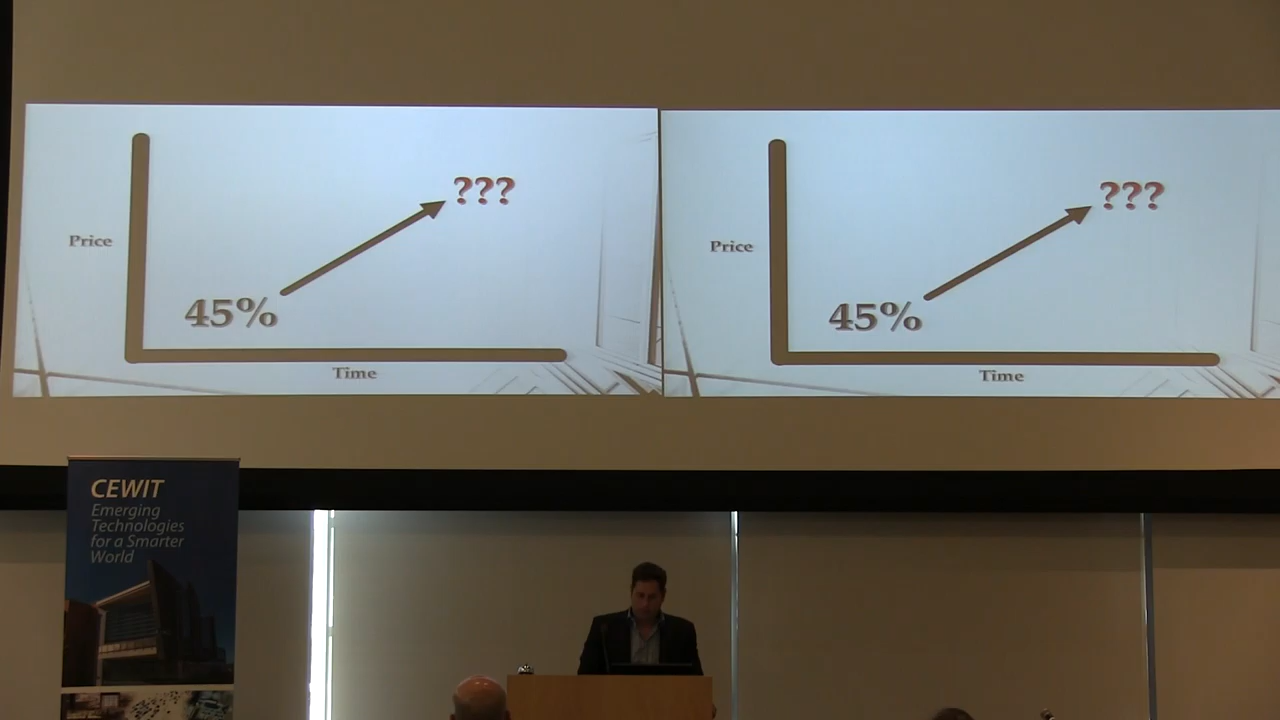 ???
Price
45%
Time
???
Price
45%
Time
CEWIT
Emerging
Technologies
for a Smarter
World